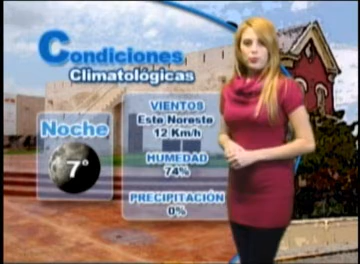 Condiciones
Climatológicas
Noche
7°
VIENTOS
Este Noreste
12 Km/h
HUMEDAD
74%
PRECIPITACIÓN
0%